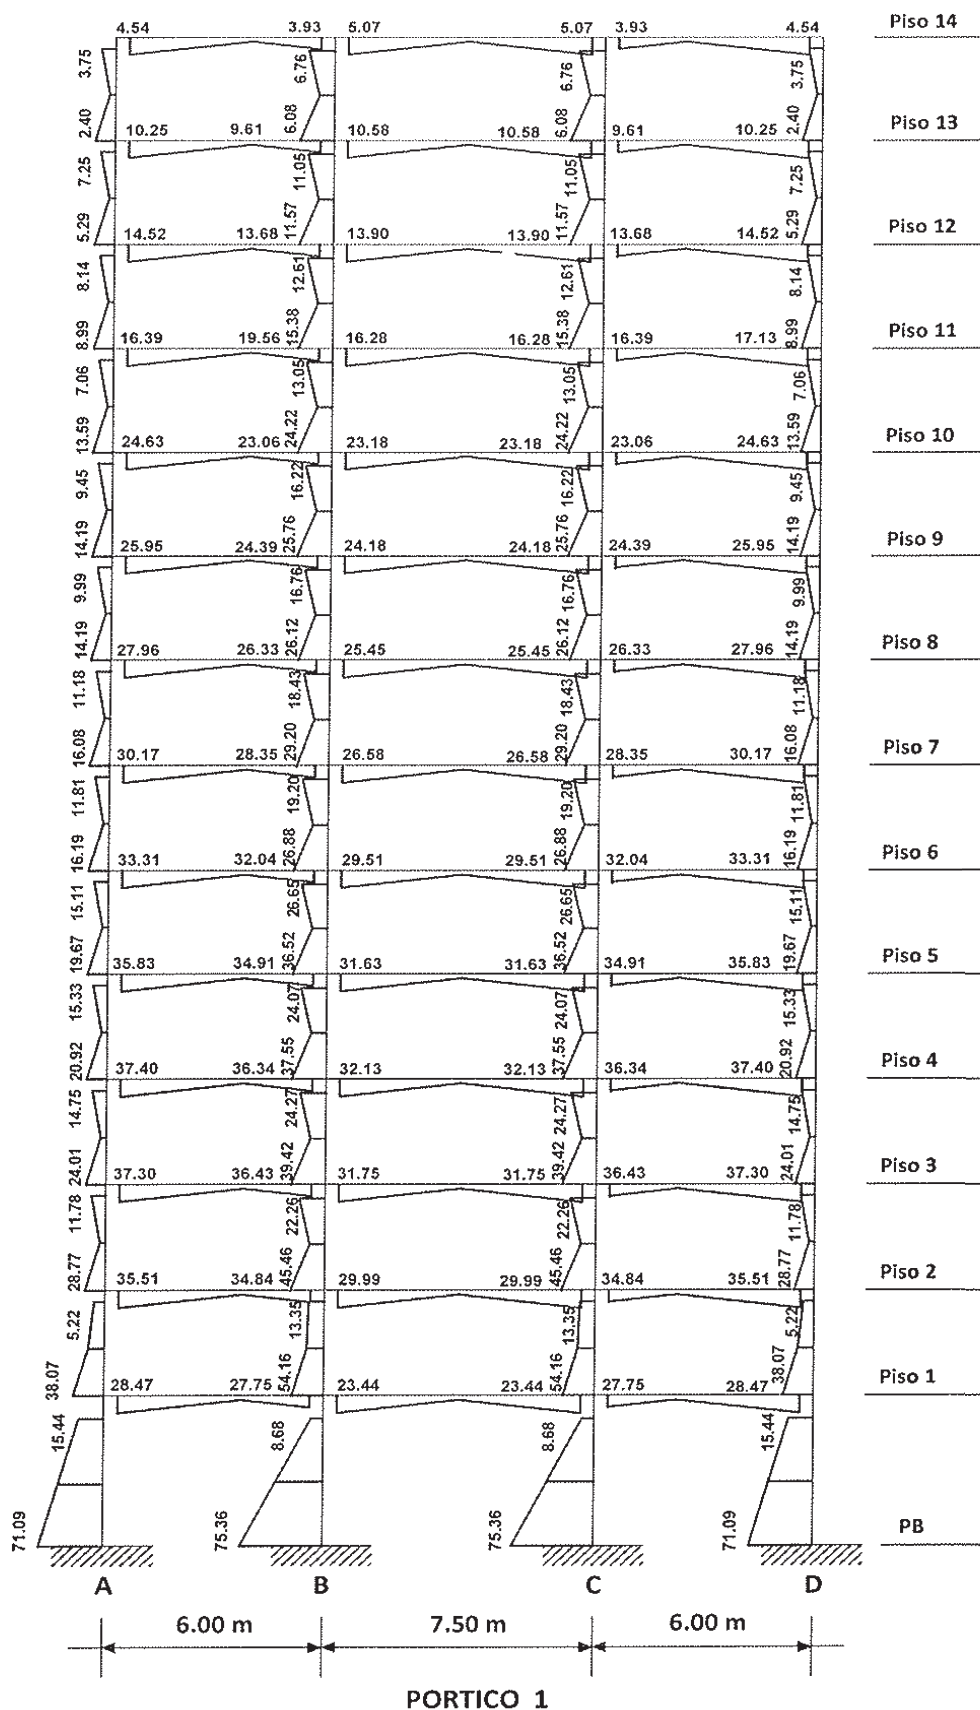 4.54 3.93 5.07 5.07 3.93 4.54 Piso 14
3.75 6.76 6.76 3.75
2.40 6.08 6.08 2.40
10.25 9.61 10.58 10.58 9.61 10.25 Piso 13
7.25 11.05 11.05 7.25
5.29 11.57 11.57 5.29
14.52 13.68 13.90 13.90 13.68 14.52 Piso 12
8.14 12.61 12.61 8.14
8.99 15.38 15.38 8.99
16.39 19.56 16.28 16.28 16.39 17.13 Piso 11
7.06 13.05 13.05 7.06
13.59 24.22 24.22 13.59
24.63 23.06 23.18 23.18 23.06 24.63 Piso 10
9.45 16.22 16.22 9.45
14.19 25.76 25.76 14.19
25.95 24.39 24.18 24.18 24.39 25.95 Piso 9
9.99 16.76 16.76 9.99
14.19 26.12 26.12 14.19
27.96 26.33 25.45 25.45 26.33 27.96 Piso 8
11.18 18.43 18.43 11.18
16.08 29.20 29.20 16.08
30.17 28.35 26.58 26.58 28.35 30.17 Piso 7
11.81 19.20 19.20 11.81
16.19 26.88 26.88 16.19
33.31 32.04 29.51 29.51 32.04 33.31 Piso 6
15.11 26.65 26.65 15.11
19.67 36.52 36.52 19.67
35.83 34.91 31.63 31.63 34.91 35.83 Piso 5
15.33 24.07 24.07 15.33
20.92 37.55 37.55 20.92
37.40 36.34 32.13 32.13 36.34 37.40 Piso 4
14.75 24.27 24.27 14.75
24.01 39.42 39.42 24.01
37.30 36.43 31.75 31.75 36.43 37.30 Piso 3
11.78 22.26 22.26 11.78
28.77 45.46 45.46 28.77
35.51 34.84 29.99 29.99 34.84 35.51 Piso 2
5.22 13.35 13.35 5.22
38.07 54.16 54.16 38.07
28.47 27.75 23.44 23.44 27.75 28.47 Piso 1
15.44 8.68 8.68 15.44
71.09 75.36 75.36 71.09 PB
A B C D
6.00 m 7.50 m 6.00 m
PORTICO 1